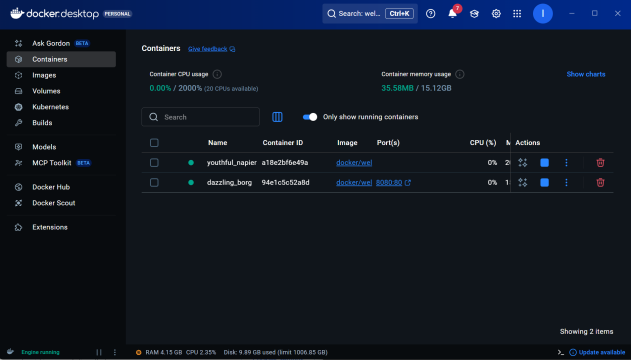 docker.desktop PERSONAL
Search: wel... Ctrl+K
7
I
Ask Gordon BETA
Containers
Images
Volumes
Kubernetes
Builds
Models
MCP Toolkit BETA
Docker Hub
Docker Scout
Extensions
Containers Give feedback
Container CPU usage
0.00% / 2000% (20 CPUs available)
Container memory usage
35.58MB / 15.12GB
Show charts
Search
Only show running containers
Name Container ID Image Port(s) CPU (%) M Actions
youthful_napier a18e2bf6e49a docker/wel 0%
dazzling_borg 94e1c5c52a8d docker/wel 8080:80 0%
Showing 2 items
Engine running
RAM 4.15 GB CPU 2.35% Disk: 9.89 GB used (limit 1006.85 GB)
Update available